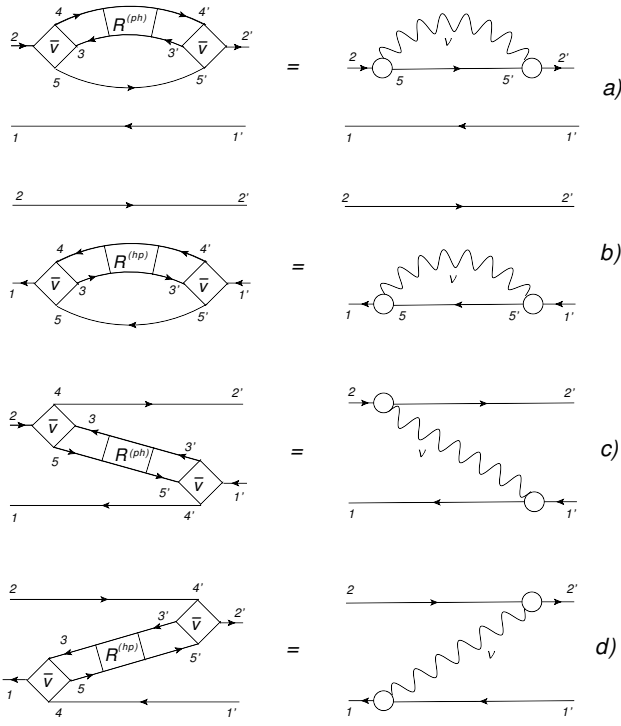 4 4' 
2 R(ph) 2' 2 ν 2'
v̄ 3 3' v̄ =
5 5' 5 5' a)
1 1' 1 1'
2 2' 2 2'
4 4' b)
v̄ R(hp) v̄ = ν
1 3 3' 1' 1 5 5' 1'
5 5'
4 2' 2 2'
2 3
v̄ 3' =
5 R(ph) ν c)
5' v̄ 1'
1 4' 1 1'
2 4' 2 2'
3' v̄ 2'
3 R(hp) = ν d)
v̄ 5'
1 5 1 1'
4 1'